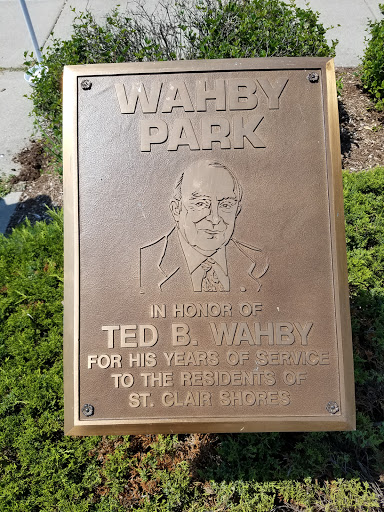 WAHBY
PARK
IN HONOR OF
TED B. WAHBY
FOR HIS YEARS OF SERVICE
TO THE RESIDENTS OF
ST. CLAIR SHORES